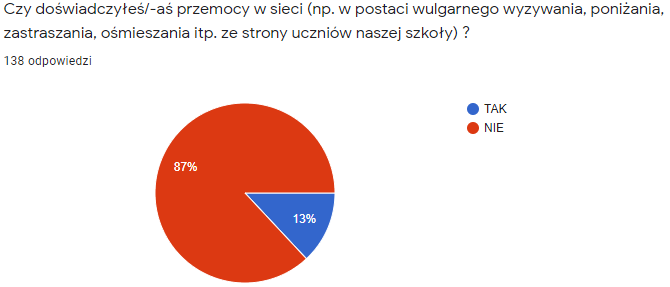 Czy doświadczyłeś/-aś przemocy w sieci (np. w postaci wulgarnego wyzywania, poniżania,
zastraszania, ośmieszania itp. ze strony uczniów naszej szkoły) ?
138 odpowiedzi
TAK
NIE
87%
13%